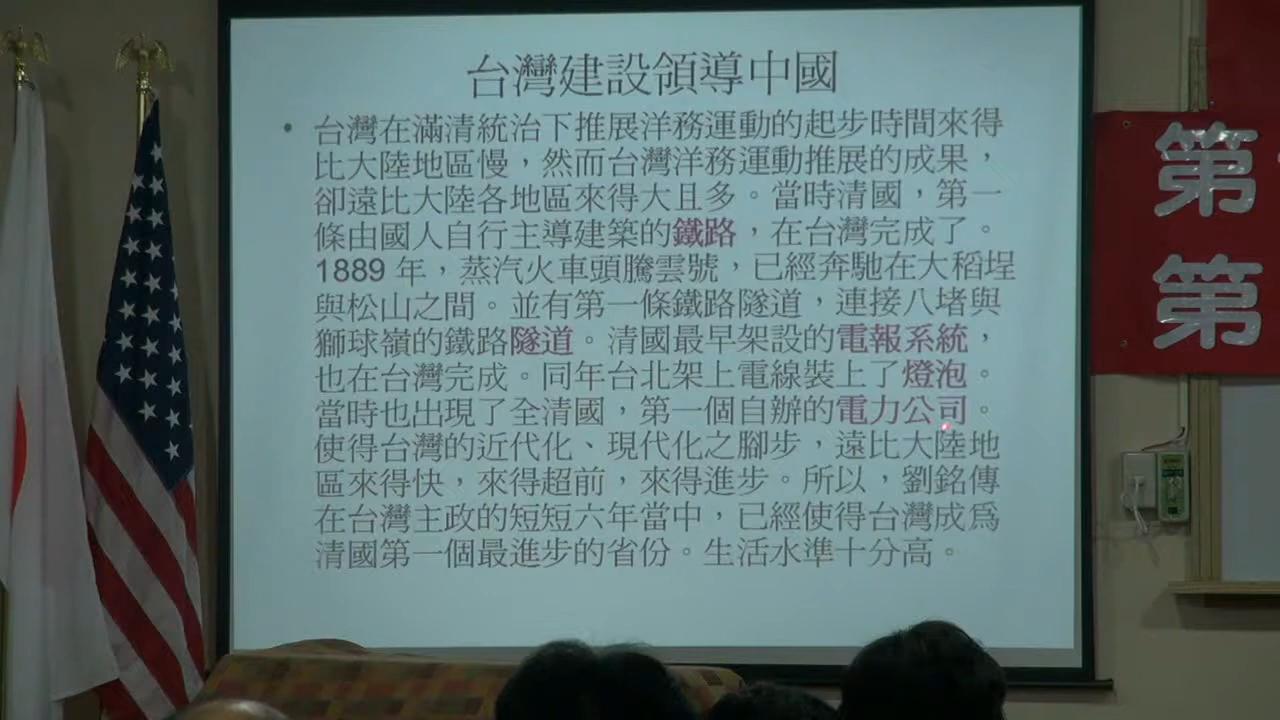 台灣建設領導中國
• 台灣在滿清統治下推展洋務運動的起步時間來得
比大陸地區慢，然而台灣洋務運動推展的成果，
卻遠比大陸各地區來得大且多。當時清國，第一
條由國人自行主導建築的鐵路，在台灣完成了。
1889 年，蒸汽火車頭騰雲號，已經奔馳在大稻埕
與松山之間。並有第一條鐵路隧道，連接八堵與
獅球嶺的鐵路隧道。清國最早架設的電報系統，
也在台灣完成。同年台北架上電線裝上了燈泡。
當時也出現了全清國，第一個自辦的電力公司。
使得台灣的近代化、現代化之腳步，遠比大陸地
區來得快，來得超前，來得進步。所以，劉銘傳
在台灣主政的短短六年當中，已經使得台灣成為
清國第一個最進步的省份。生活水準十分高。
第
第